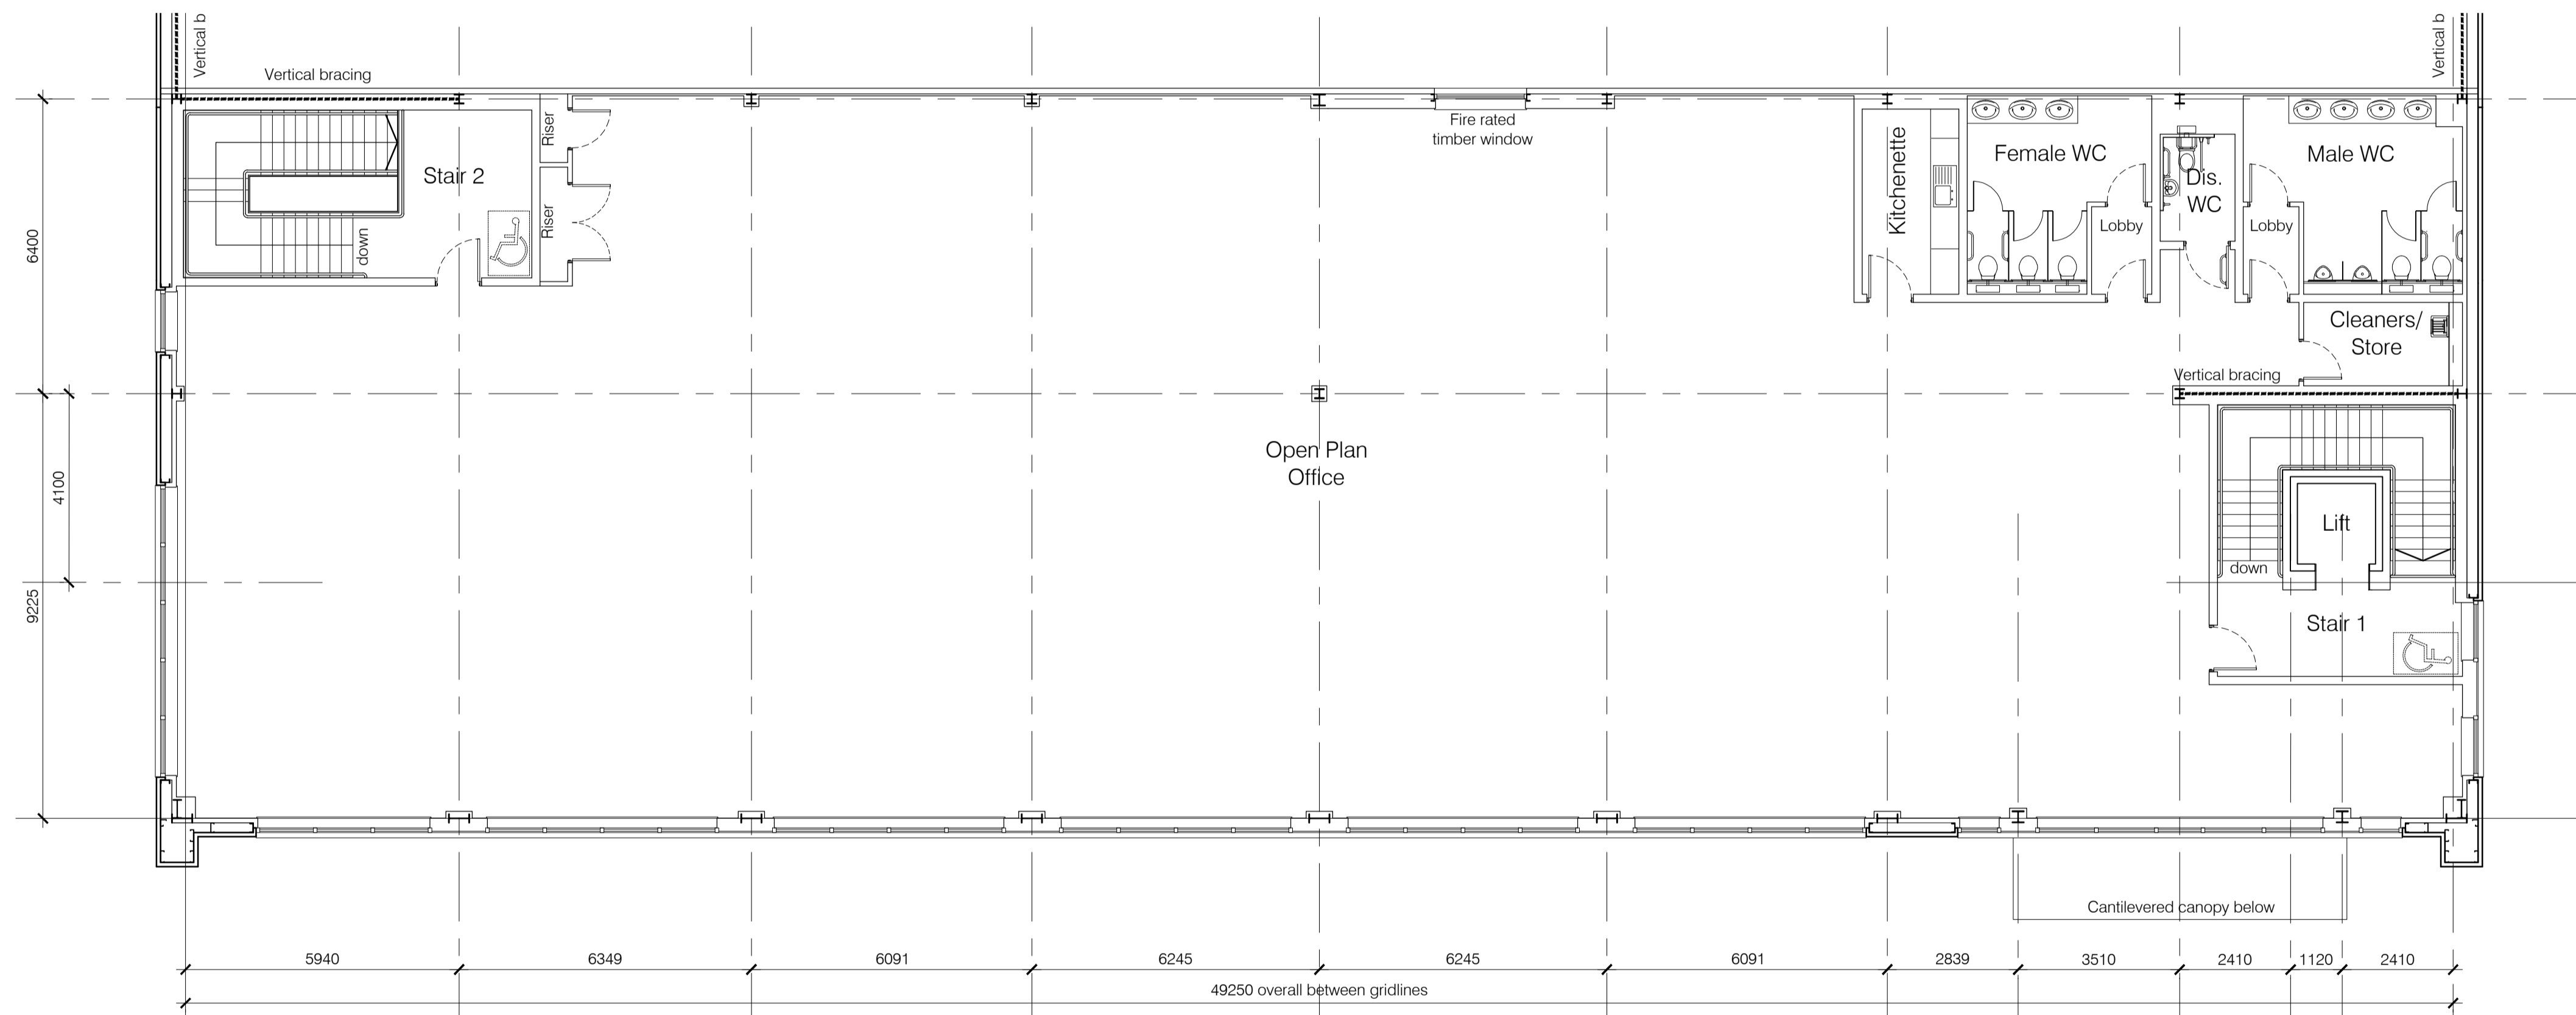 Vertical b
Vertical b
Vertical bracing
Fire rated
timber window
Riser
Riser
Stair 2
down
Kitchenette
Female WC
Lobby
Dis.
WC
Lobby
Male WC
Cleaners/
Store
Vertical bracing
6400
4100
9225
Open Plan
Office
Lift
down
Stair 1
Cantilevered canopy below
5940
6349
6091
6245
6245
6091
2839
3510
2410
1120
2410
49250 overall between gridlines